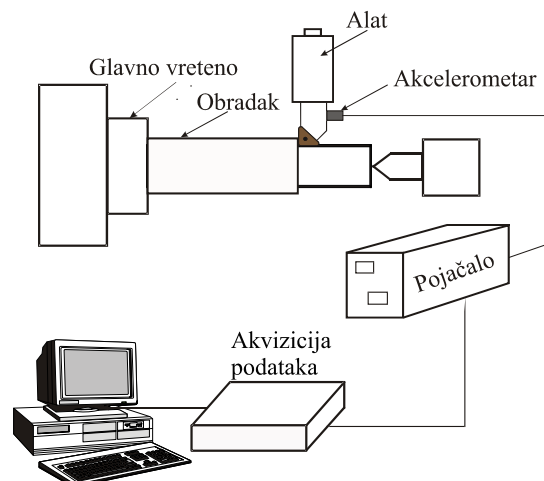 Alat
Glavno vreteno
Akcelerometar
Obradak
Pojačalo
Akvizicija
podataka